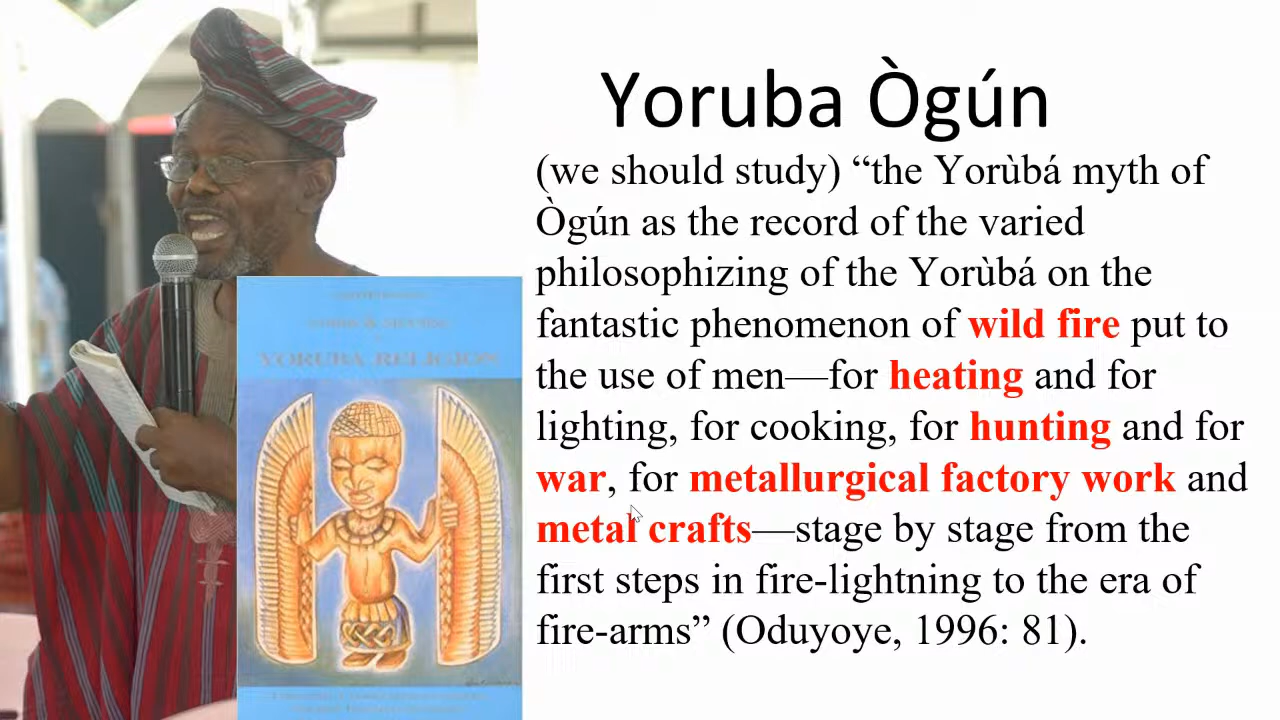 Yoruba Ògún
(we should study) “the Yorùbá myth of
Ògún as the record of the varied
philosophizing of the Yorùbá on the
fantastic phenomenon of wild fire put to
the use of men—for heating and for
lighting, for cooking, for hunting and for
war, for metallurgical factory work and
metal crafts—stage by stage from the
first steps in fire-lightning to the era of
fire-arms” (Oduyoye, 1996: 81).
YORUBA RELIGION